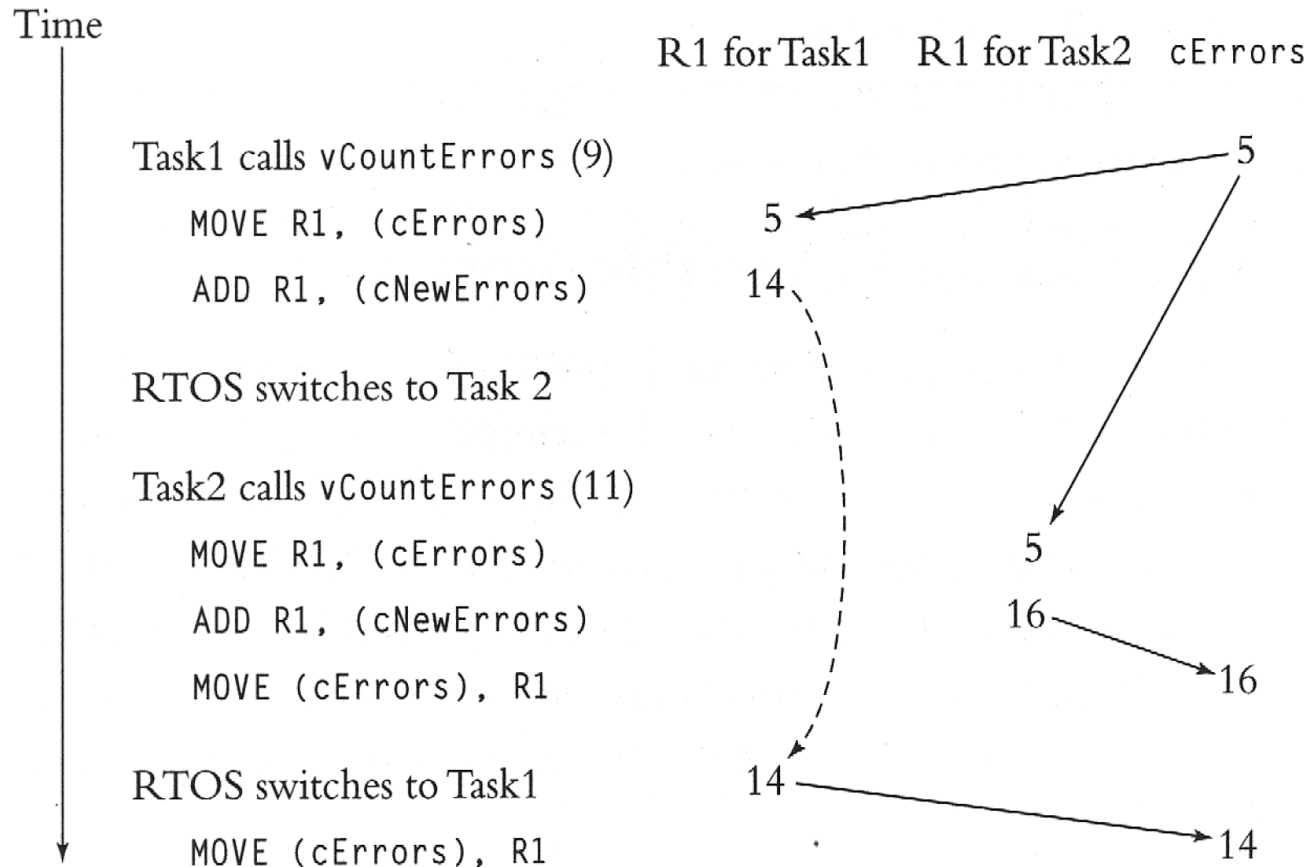 Time
R1 for Task1 R1 for Task2 cErrors
Task1 calls vCountErrors (9) 5
MOVE R1, (cErrors) 5
ADD R1, (cNewErrors) 14
RTOS switches to Task 2
Task2 calls vCountErrors (11)
MOVE R1, (cErrors) 5
ADD R1, (cNewErrors) 16
MOVE (cErrors), R1 16
RTOS switches to Task1 14
MOVE (cErrors), R1 14